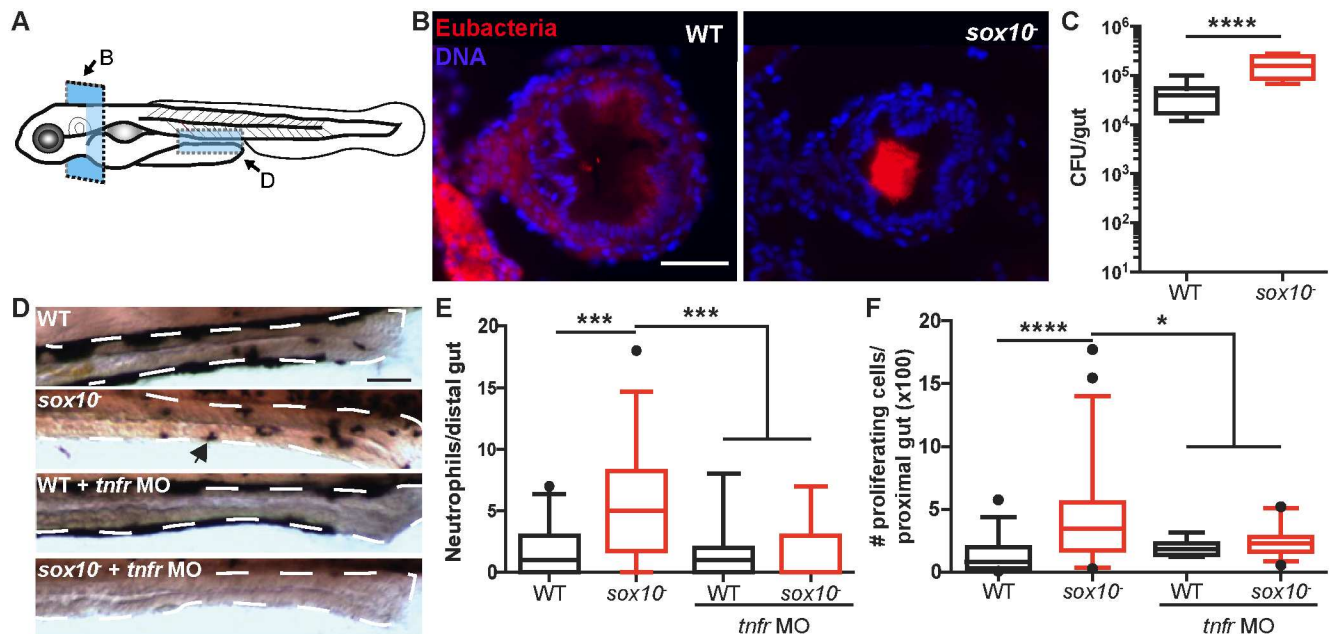 A
B
D
B
Eubacteria
DNA
WT
sox10-
C
****
CFU/gut
10^6
10^5
10^4
10^3
10^2
10^1
WT
sox10-
D
WT
sox10-
WT + tnfr MO
sox10- + tnfr MO
E
***
***
Neutrophils/distal gut
20
15
10
5
0
WT
sox10-
WT
sox10-
tnfr MO
F
****
*
# proliferating cells/
proximal gut (x100)
20
15
10
5
0
WT
sox10-
WT
sox10-
tnfr MO